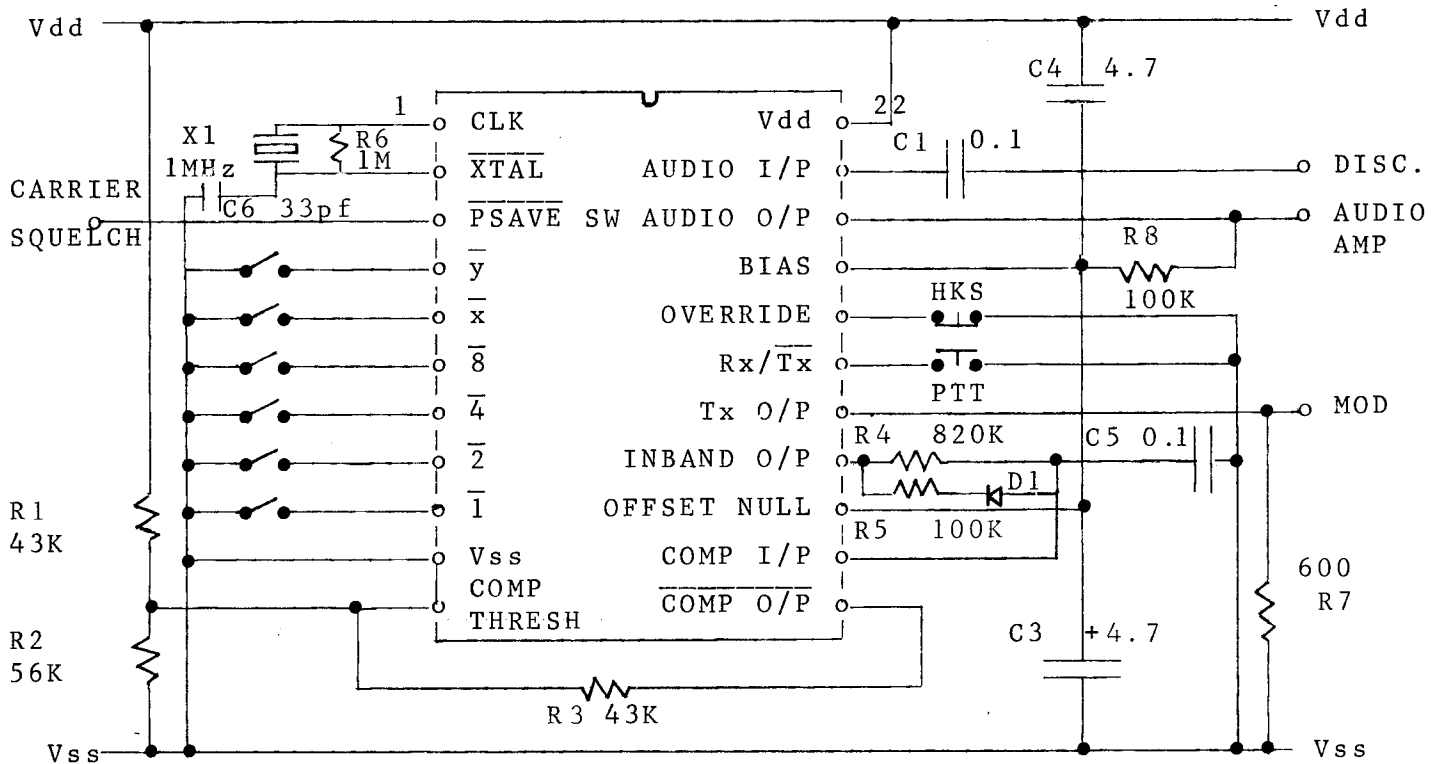 Vdd
Vdd
C4 4.7
1
22
CLK
Vdd
X1
1MHz
R6
1M
C1 0.1
XTAL
AUDIO I/P
DISC.
CARRIER
SQUELCH
C6 33pf
PSAVE
SW AUDIO O/P
AUDIO
AMP
R8
100K
y
BIAS
HKS
x
OVERRIDE
8
Rx/Tx
PTT
4
Tx O/P
MOD
R4 820K
C5 0.1
2
INBAND O/P
D1
1
OFFSET NULL
R5 100K
R1
43K
Vss
COMP I/P
COMP
THRESH
COMP O/P
600
R7
R2
56K
C3 +4.7
R3 43K
Vss
Vss